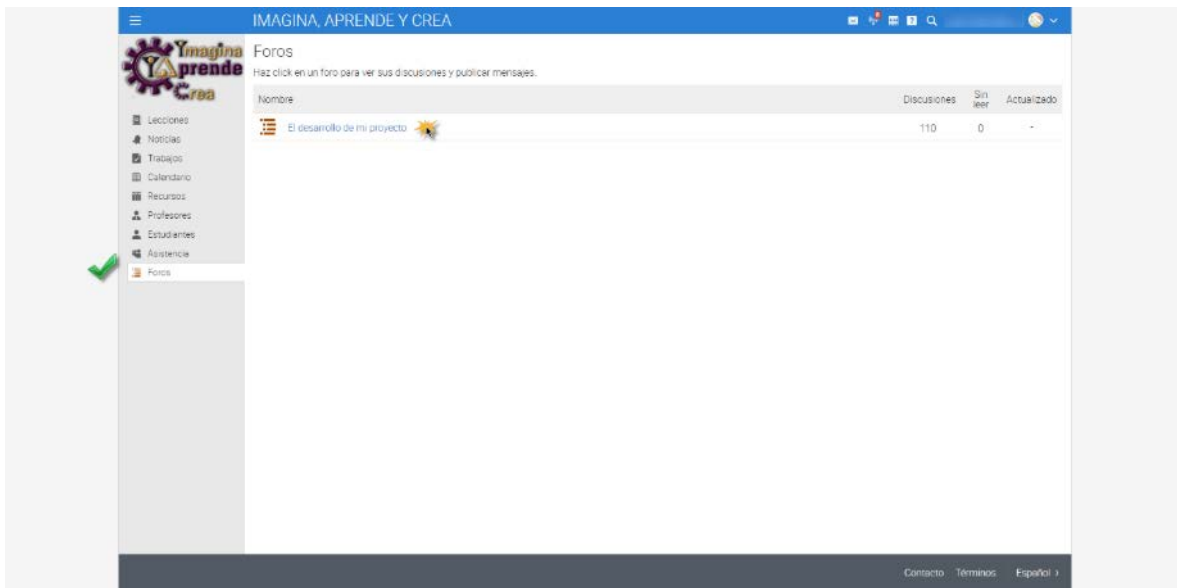 IMAGINA, APRENDE Y CREA
Ymagina
Aprende
Crea
Foros
Haz click en un foro para ver sus discusiones y publicar mensajes.
Nombre Discusiones Sin leer Actualizado
El desarrollo de mi proyecto 110 0 -
Lecciones
Noticias
Trabajos
Calendario
Recursos
Profesores
Estudiantes
Asistencia
Foros
Contacto Términos Español ›